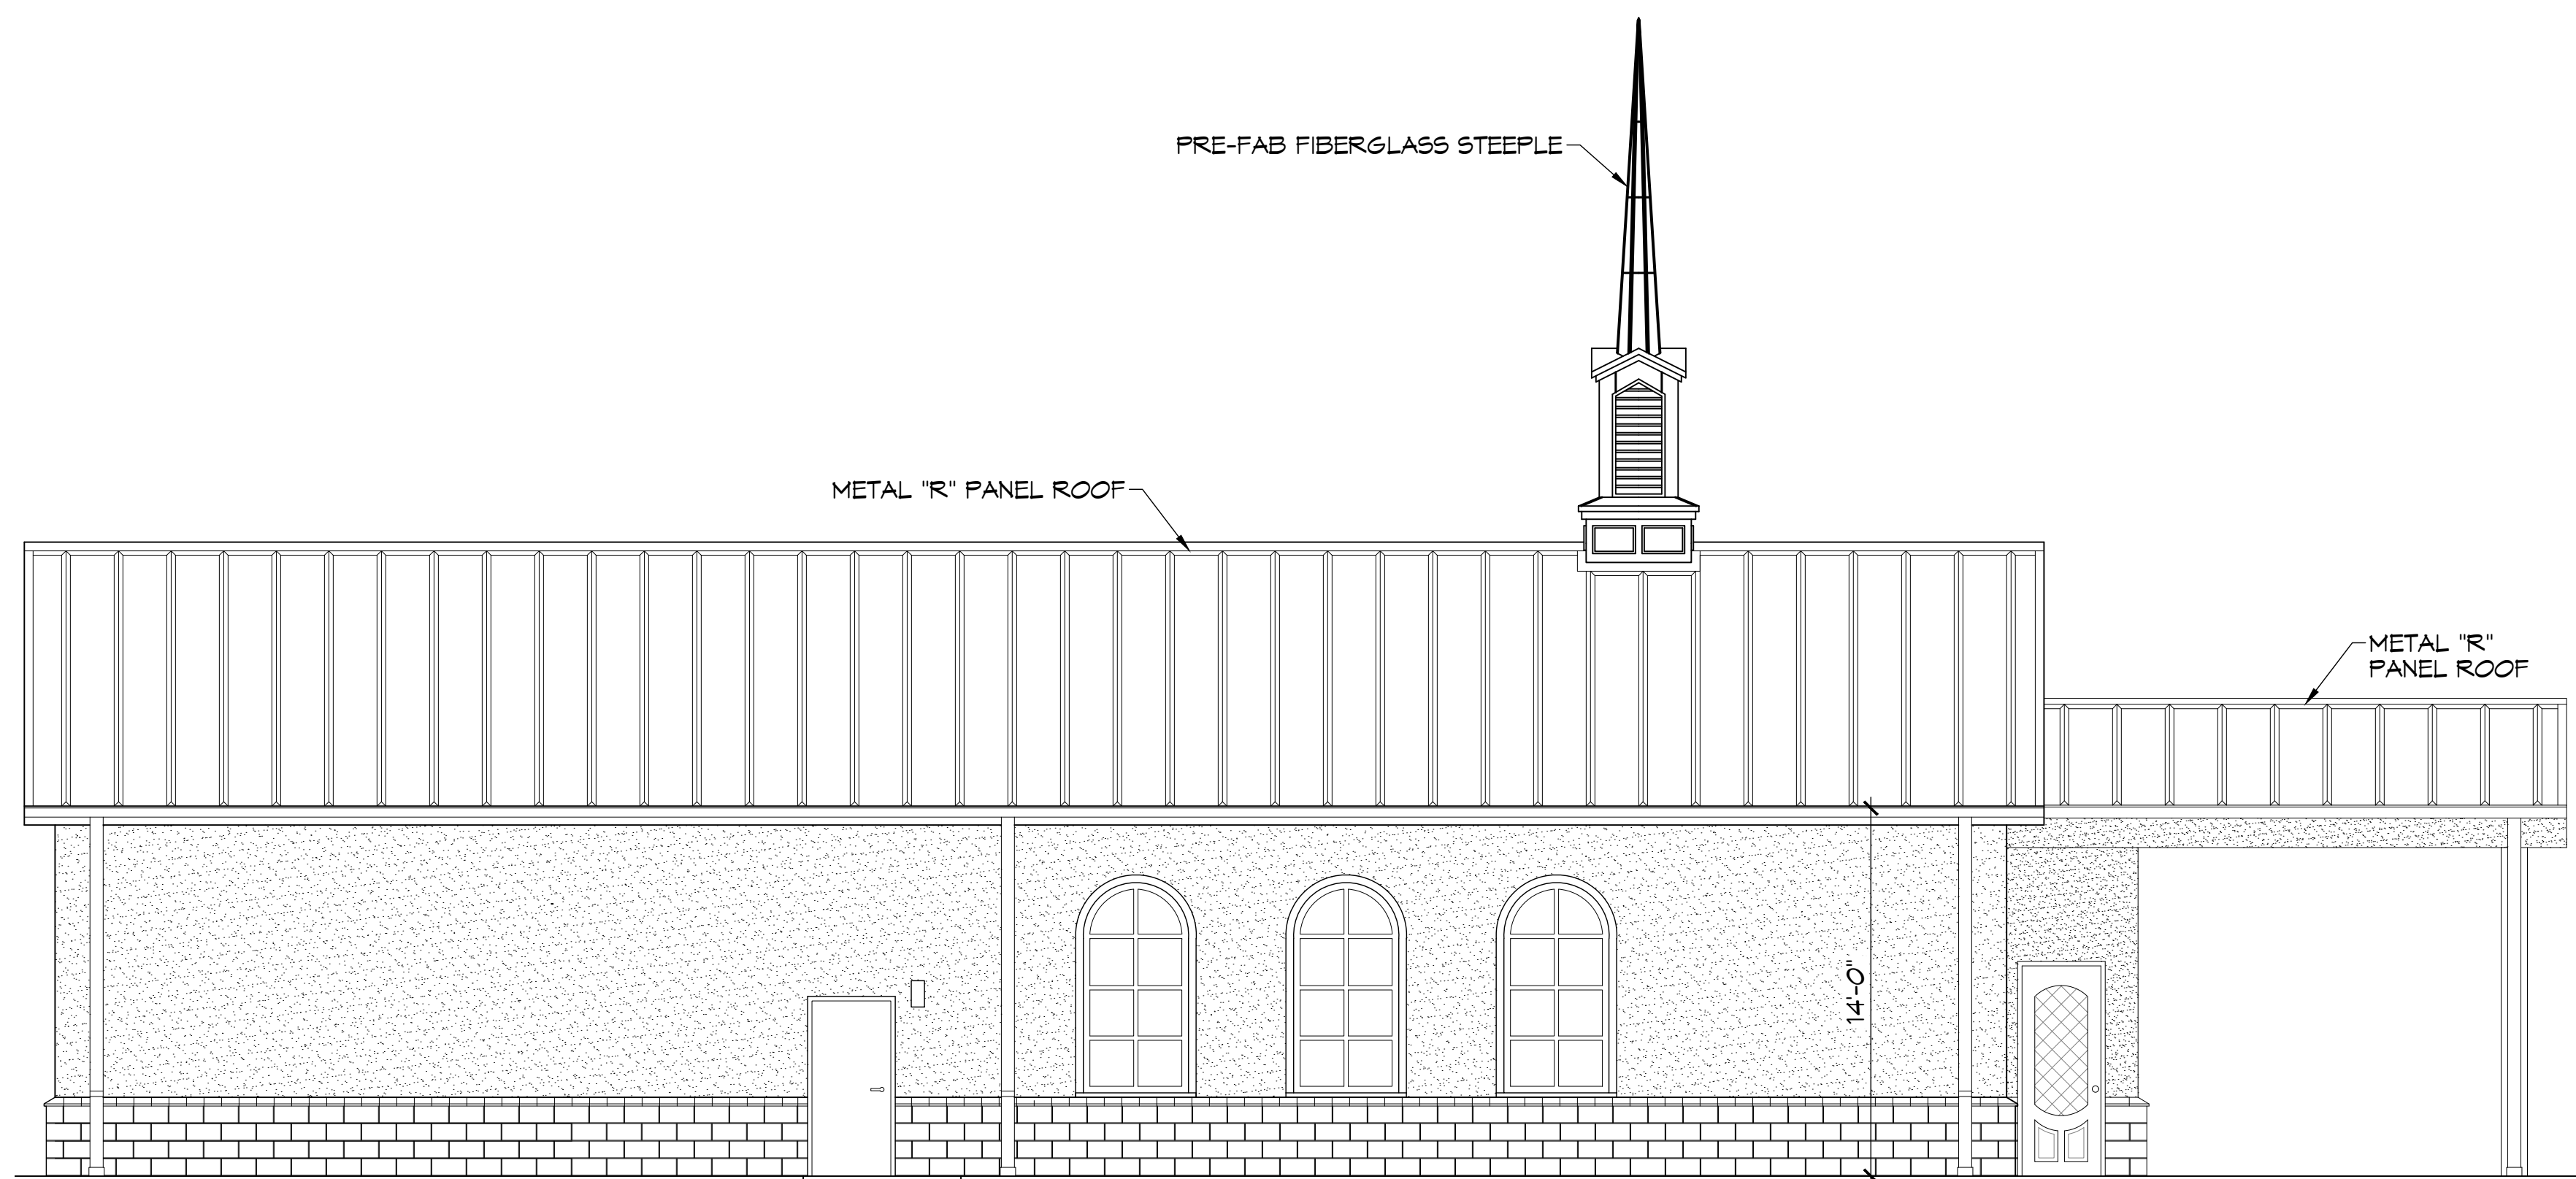 PRE-FAB FIBERGLASS STEEPLE
METAL "R" PANEL ROOF
METAL "R"
PANEL ROOF
14'-0"